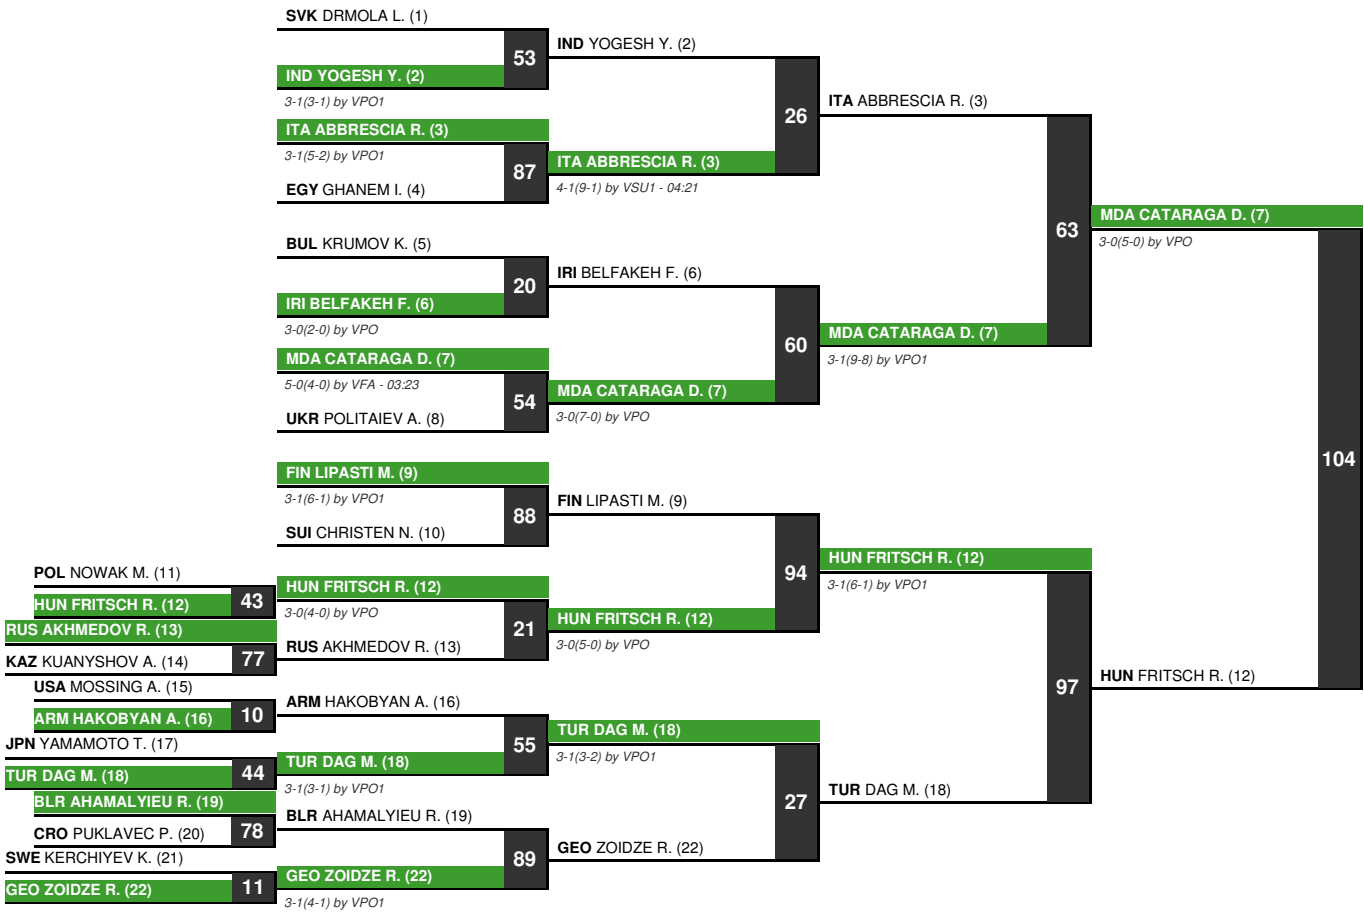 SVK DRMOLA L. (1)
53
IND YOGESH Y. (2)
3-1(3-1) by VPO1
ITA ABBRESCIA R. (3)
3-1(5-2) by VPO1
87
EGY GHANEM I. (4)
BUL KRUMOV K. (5)
20
IRI BELFAKEH F. (6)
3-0(2-0) by VPO
MDA CATARAGA D. (7)
5-0(4-0) by VFA - 03:23
54
UKR POLITAIEV A. (8)
FIN LIPASTI M. (9)
3-1(6-1) by VPO1
88
SUI CHRISTEN N. (10)
POL NOWAK M. (11)
HUN FRITSCH R. (12)
43
RUS AKHMEDOV R. (13)
KAZ KUANYSHOV A. (14)
77
USA MOSSING A. (15)
ARM HAKOBYAN A. (16)
10
JPN YAMAMOTO T. (17)
TUR DAG M. (18)
44
BLR AHAMALYIEU R. (19)
CRO PUKLAVEC P. (20)
78
SWE KERCHIYEV K. (21)
GEO ZOIDZE R. (22)
11
HUN FRITSCH R. (12)
3-0(4-0) by VPO
21
RUS AKHMEDOV R. (13)
ARM HAKOBYAN A. (16)
55
TUR DAG M. (18)
3-1(3-1) by VPO1
BLR AHAMALYIEU R. (19)
89
GEO ZOIDZE R. (22)
3-1(4-1) by VPO1
IND YOGESH Y. (2)
26
ITA ABBRESCIA R. (3)
4-1(9-1) by VSU1 - 04:21
IRI BELFAKEH F. (6)
60
MDA CATARAGA D. (7)
3-0(7-0) by VPO
FIN LIPASTI M. (9)
94
HUN FRITSCH R. (12)
3-0(5-0) by VPO
TUR DAG M. (18)
3-1(3-2) by VPO1
27
GEO ZOIDZE R. (22)
ITA ABBRESCIA R. (3)
63
MDA CATARAGA D. (7)
3-1(9-8) by VPO1
HUN FRITSCH R. (12)
3-1(6-1) by VPO1
97
TUR DAG M. (18)
MDA CATARAGA D. (7)
3-0(5-0) by VPO
104
HUN FRITSCH R. (12)